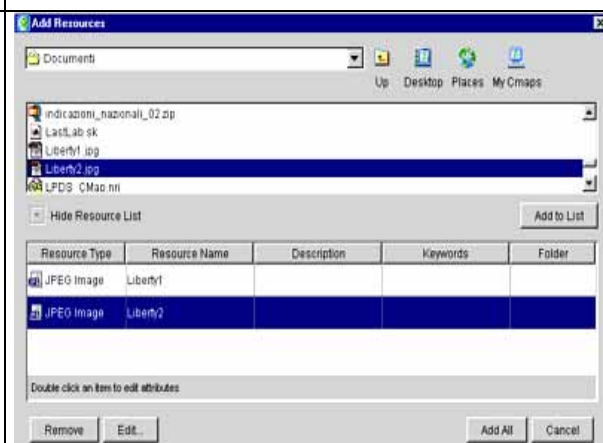 Add Resources
Documenti
Up Desktop Places My Cmaps
indicazioni_nazionali_02.zip
LastLab.sk
Liberty1.jpg
Liberty2.jpg
LPDS_CMap.nri
Hide Resource List Add to List
Resource Type Resource Name Description Keywords Folder
JPEG Image Liberty1
JPEG Image Liberty2
Double click an item to edit attributes
Remove Edit... Add All Cancel